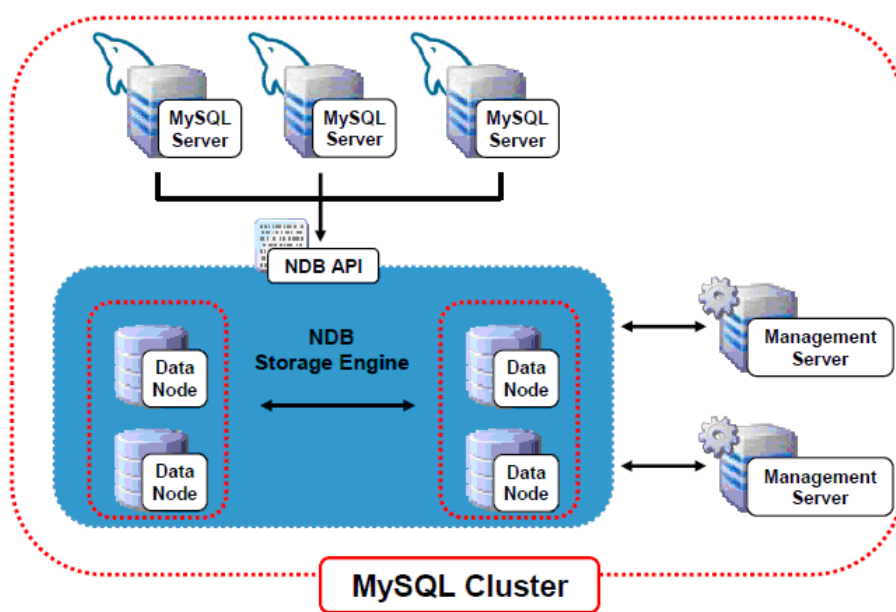 MySQL
Server
MySQL
Server
MySQL
Server
NDB API
NDB
Storage Engine
Data
Node
Data
Node
Data
Node
Data
Node
Management
Server
Management
Server
MySQL Cluster